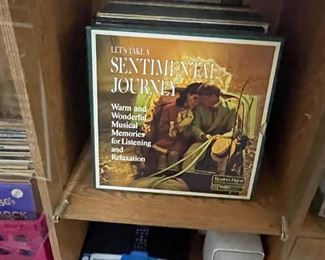 LET'S TAKE A
SENTIMENTAL
JOURNEY
Warm and
Wonderful
Musical
Memories
for Listening
and
Relaxation
Reader's Digest